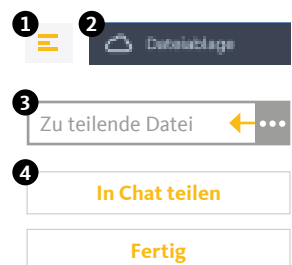 1 2 Dateiablage
3
Zu teilende Datei
4
In Chat teilen
Fertig